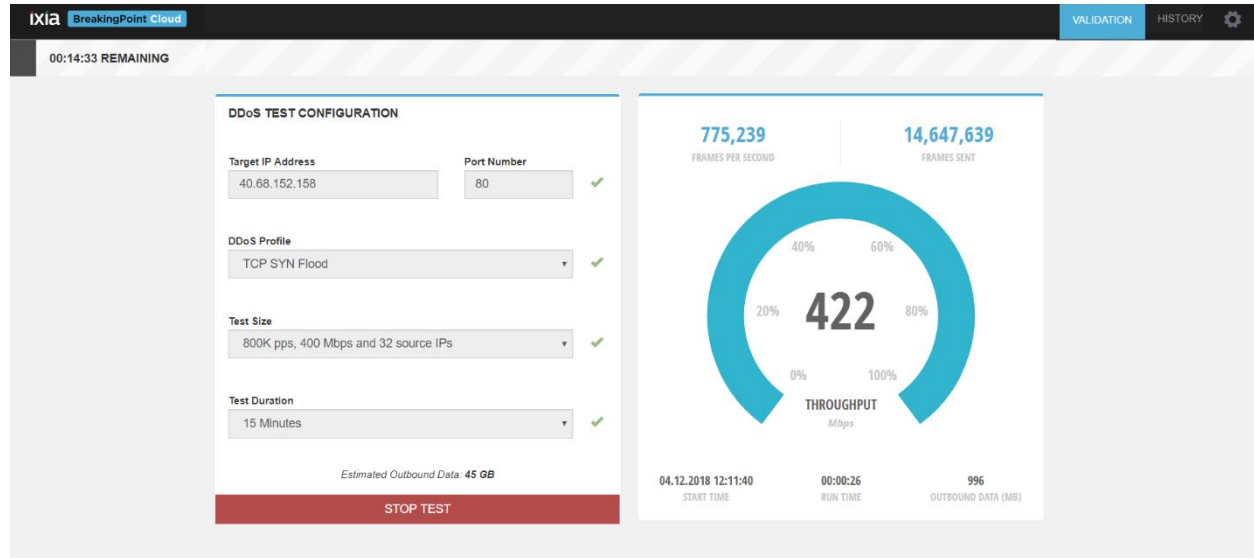 ixia BreakingPoint Cloud
VALIDATION HISTORY
00:14:33 REMAINING
DDoS TEST CONFIGURATION
Target IP Address Port Number
40.68.152.158 80
DDoS Profile
TCP SYN Flood
Test Size
800K pps, 400 Mbps and 32 source IPs
Test Duration
15 Minutes
Estimated Outbound Data: 45 GB
STOP TEST
775,239 14,647,639
FRAMES PER SECOND FRAMES SENT
40% 60%
20% 422 80%
0% 100%
THROUGHPUT
Mbps
04.12.2018 12:11:40 00:00:26 996
START TIME RUN TIME OUTBOUND DATA (MB)